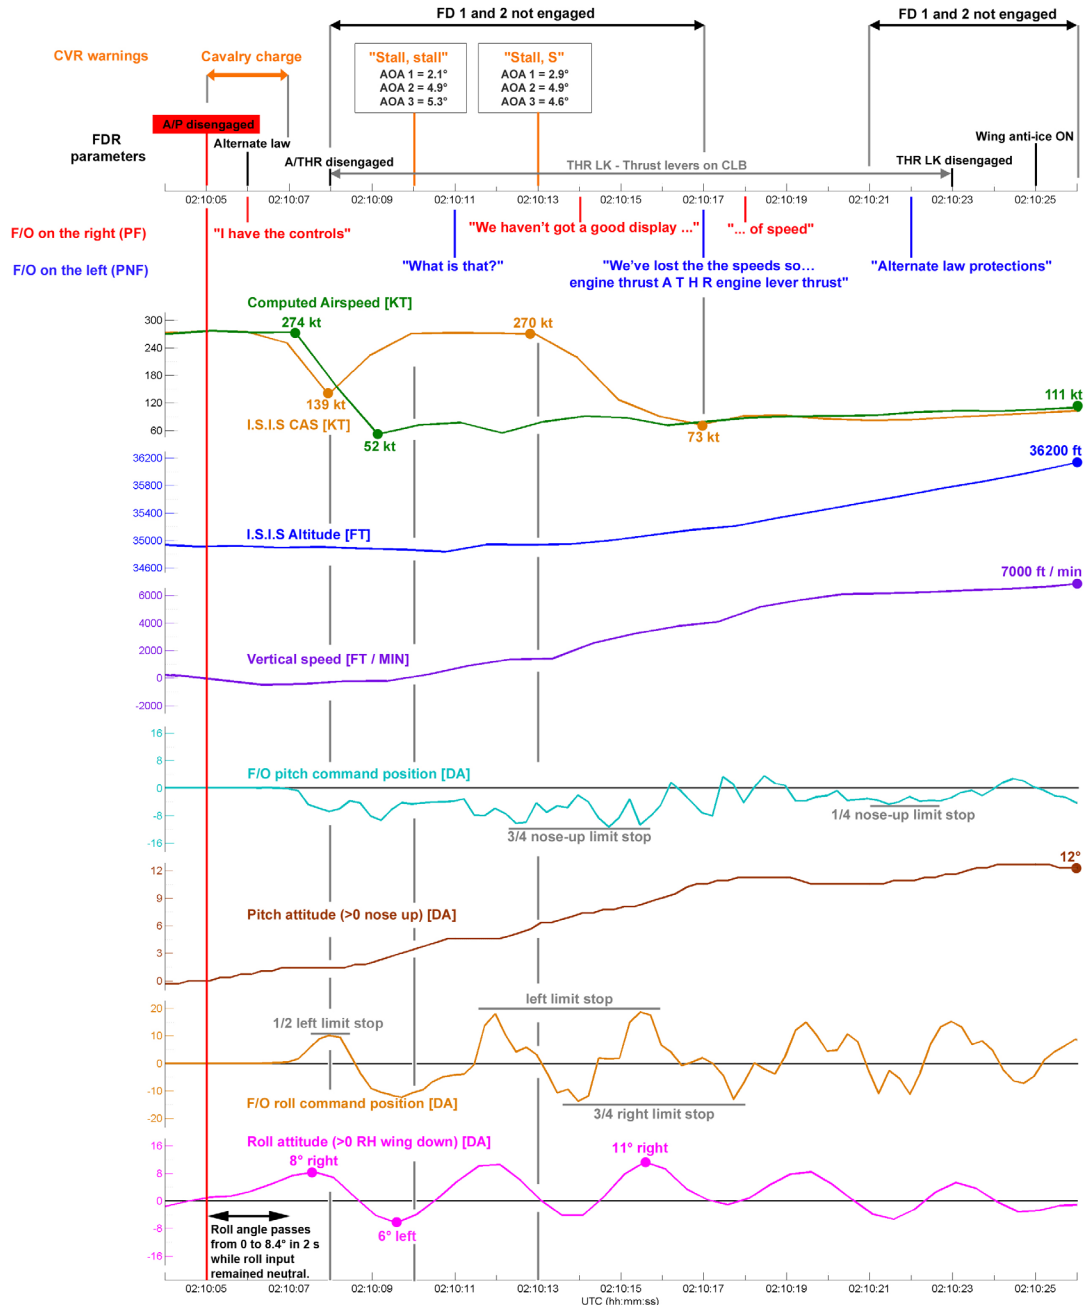 FD 1 and 2 not engaged
FD 1 and 2 not engaged
CVR warnings
Cavalry charge
"Stall, stall"
AOA 1 = 2.1°
AOA 2 = 4.9°
AOA 3 = 5.3°
"Stall, S"
AOA 1 = 2.9°
AOA 2 = 4.9°
AOA 3 = 4.6°
A/P disengaged
FDR
parameters
Alternate law
A/THR disengaged
THR LK - Thrust levers on CLB
THR LK disengaged
Wing anti-ice ON
02:10:05
02:10:07
02:10:09
02:10:11
02:10:13
02:10:15
02:10:17
02:10:19
02:10:21
02:10:23
02:10:25
F/O on the right (PF)
"I have the controls"
"We haven't got a good display ..."
"... of speed"
F/O on the left (PNF)
"What is that?"
"We've lost the the speeds so…
engine thrust A T H R engine lever thrust"
"Alternate law protections"
Computed Airspeed [KT]
300
240
180
120
60
274 kt
270 kt
139 kt
I.S.I.S CAS [KT]
52 kt
73 kt
111 kt
36200
35800
35400
35000
34600
36200 ft
I.S.I.S Altitude [FT]
7000 ft / min
6000
4000
2000
0
-2000
Vertical speed [FT / MIN]
16
8
0
-8
-16
F/O pitch command position [DA]
3/4 nose-up limit stop
1/4 nose-up limit stop
12
9
6
3
0
12°
Pitch attitude (>0 nose up) [DA]
20
10
0
-10
-20
1/2 left limit stop
left limit stop
F/O roll command position [DA]
3/4 right limit stop
16
8
0
-8
-16
Roll attitude (>0 RH wing down) [DA]
8° right
11° right
6° left
Roll angle passes
from 0 to 8.4° in 2 s
while roll input
remained neutral.
02:10:05
02:10:07
02:10:09
02:10:11
02:10:13
02:10:15
02:10:17
02:10:19
02:10:21
02:10:23
02:10:25
UTC (hh:mm:ss)